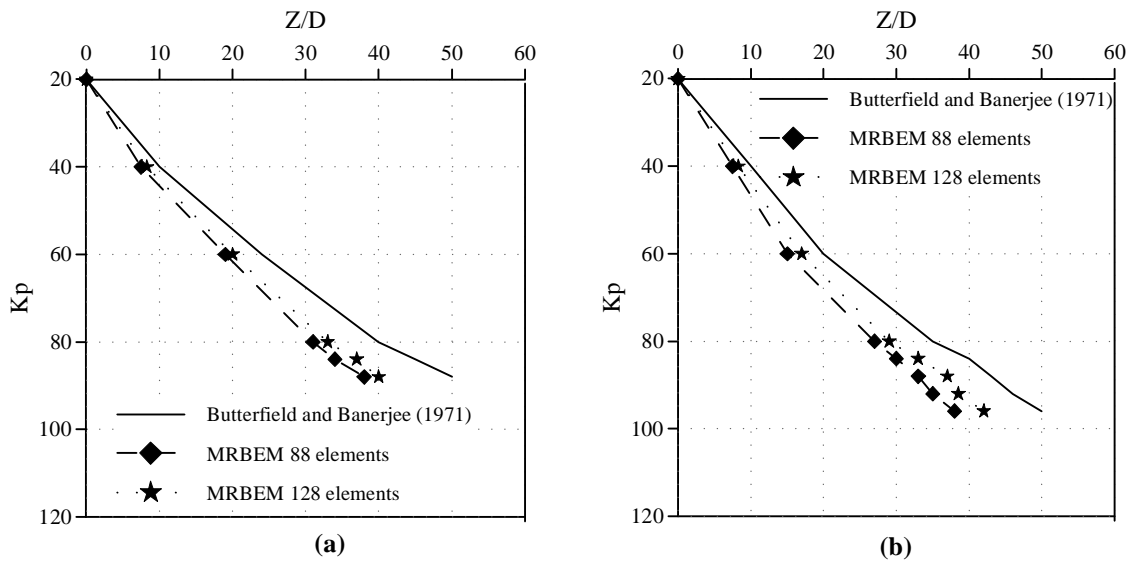 Z/D
0 10 20 30 40 50 60
20
40
60
80
100
120
Kp
Butterfield and Banerjee (1971)
MRBEM 88 elements
MRBEM 128 elements
(a)
Z/D
0 10 20 30 40 50 60
20
40
60
80
100
120
Kp
Butterfield and Banerjee (1971)
MRBEM 88 elements
MRBEM 128 elements
(b)